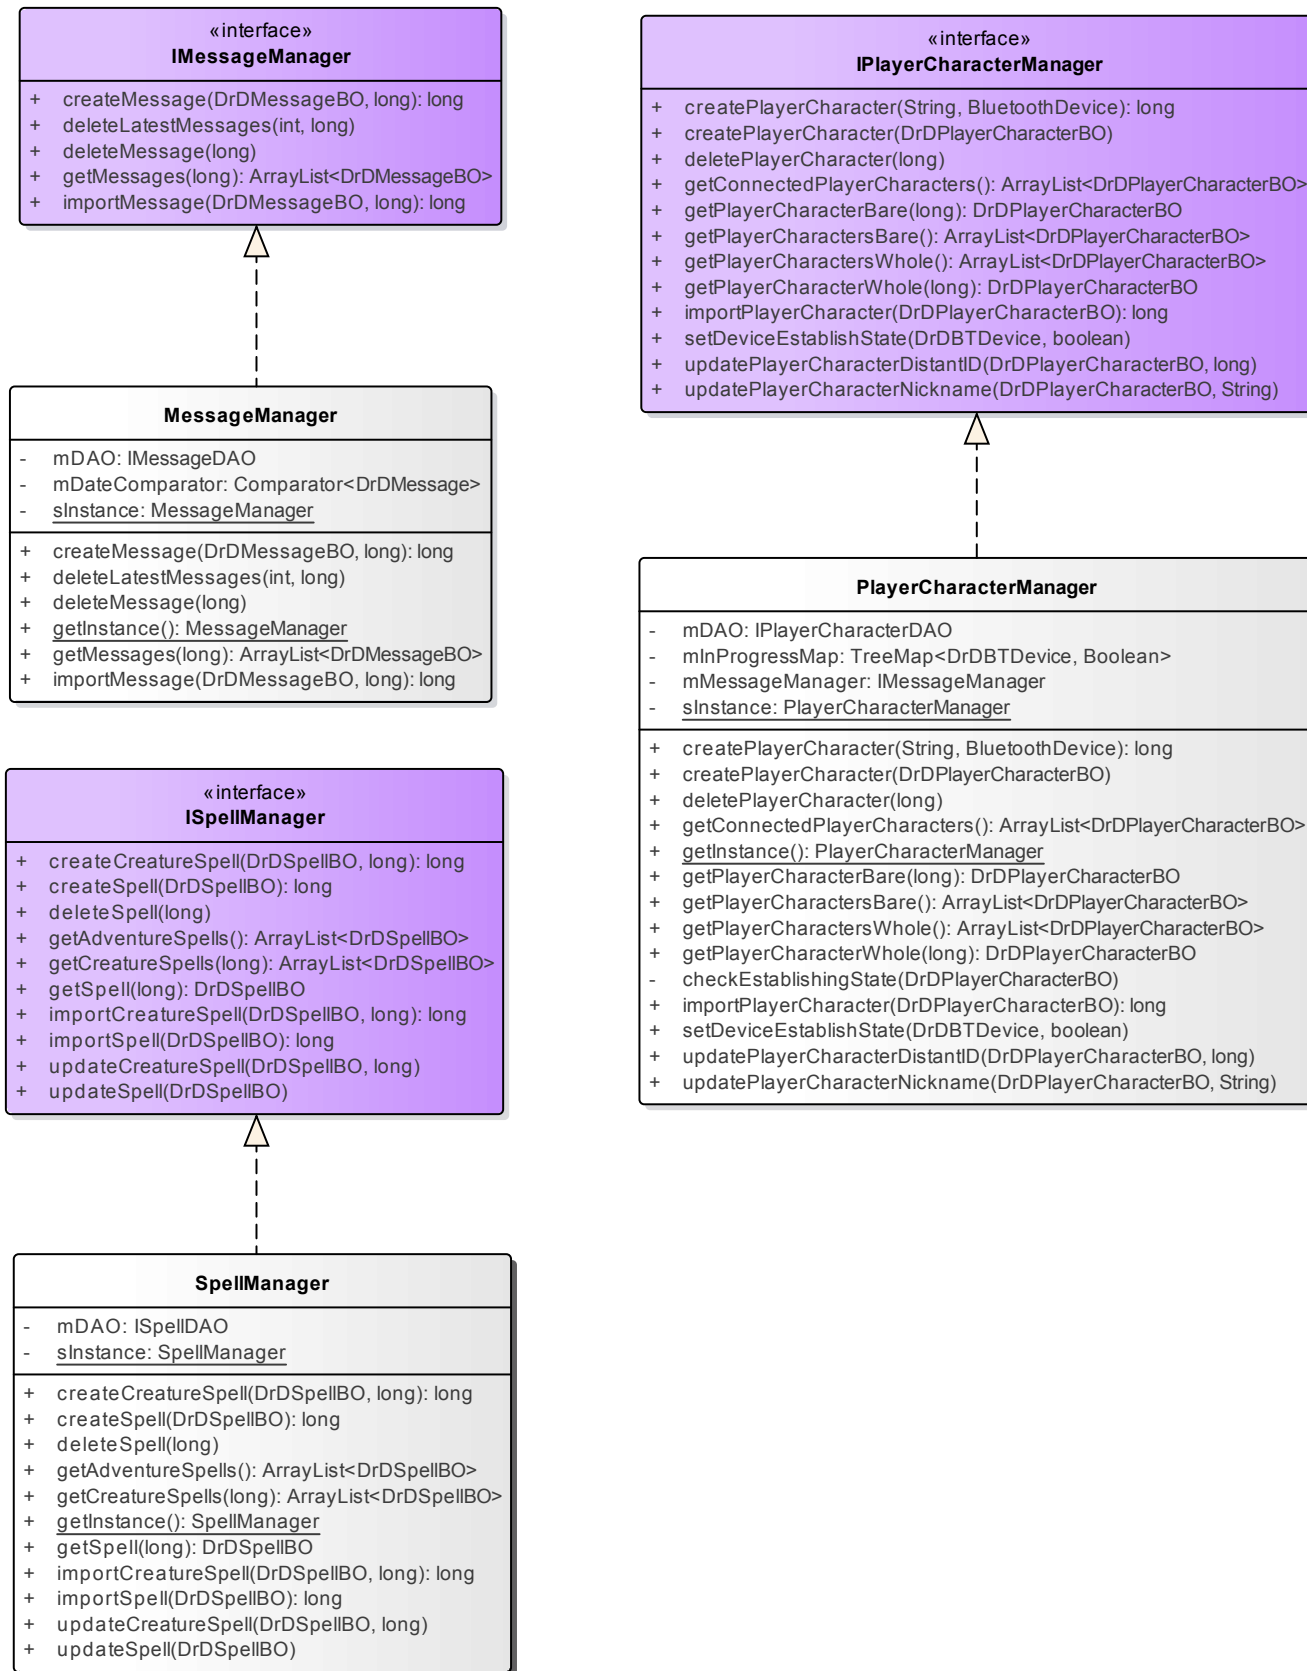 «interface»
IMessageManager
+ createMessage(DrDMessageBO, long): long
+ deleteLatestMessages(int, long)
+ deleteMessage(long)
+ getMessages(long): ArrayList<DrDMessageBO>
+ importMessage(DrDMessageBO, long): long
MessageManager
- mDAO: IMessageDAO
- mDateComparator: Comparator<DrDMessage>
- sInstance: MessageManager
+ createMessage(DrDMessageBO, long): long
+ deleteLatestMessages(int, long)
+ deleteMessage(long)
+ getInstance(): MessageManager
+ getMessages(long): ArrayList<DrDMessageBO>
+ importMessage(DrDMessageBO, long): long
«interface»
ISpellManager
+ createCreatureSpell(DrDSpellBO, long): long
+ createSpell(DrDSpellBO): long
+ deleteSpell(long)
+ getAdventureSpells(): ArrayList<DrDSpellBO>
+ getCreatureSpells(long): ArrayList<DrDSpellBO>
+ getSpell(long): DrDSpellBO
+ importCreatureSpell(DrDSpellBO, long): long
+ importSpell(DrDSpellBO): long
+ updateCreatureSpell(DrDSpellBO, long)
+ updateSpell(DrDSpellBO)
SpellManager
- mDAO: ISpellDAO
- sInstance: SpellManager
+ createCreatureSpell(DrDSpellBO, long): long
+ createSpell(DrDSpellBO): long
+ deleteSpell(long)
+ getAdventureSpells(): ArrayList<DrDSpellBO>
+ getCreatureSpells(long): ArrayList<DrDSpellBO>
+ getInstance(): SpellManager
+ getSpell(long): DrDSpellBO
+ importCreatureSpell(DrDSpellBO, long): long
+ importSpell(DrDSpellBO): long
+ updateCreatureSpell(DrDSpellBO, long)
+ updateSpell(DrDSpellBO)
«interface»
IPlayerCharacterManager
+ createPlayerCharacter(String, BluetoothDevice): long
+ createPlayerCharacter(DrDPlayerCharacterBO)
+ deletePlayerCharacter(long)
+ getConnectedPlayerCharacters(): ArrayList<DrDPlayerCharacterBO>
+ getPlayerCharacterBare(long): DrDPlayerCharacterBO
+ getPlayerCharactersBare(): ArrayList<DrDPlayerCharacterBO>
+ getPlayerCharactersWhole(): ArrayList<DrDPlayerCharacterBO>
+ getPlayerCharacterWhole(long): DrDPlayerCharacterBO
+ importPlayerCharacter(DrDPlayerCharacterBO): long
+ setDeviceEstablishState(DrDBTDevice, boolean)
+ updatePlayerCharacterDistantID(DrDPlayerCharacterBO, long)
+ updatePlayerCharacterNickname(DrDPlayerCharacterBO, String)
PlayerCharacterManager
- mDAO: IPlayerCharacterDAO
- mInProgressMap: TreeMap<DrDBTDevice, Boolean>
- mMessageManager: IMessageManager
- sInstance: PlayerCharacterManager
+ createPlayerCharacter(String, BluetoothDevice): long
+ createPlayerCharacter(DrDPlayerCharacterBO)
+ deletePlayerCharacter(long)
+ getConnectedPlayerCharacters(): ArrayList<DrDPlayerCharacterBO>
+ getInstance(): PlayerCharacterManager
+ getPlayerCharacterBare(long): DrDPlayerCharacterBO
+ getPlayerCharactersBare(): ArrayList<DrDPlayerCharacterBO>
+ getPlayerCharactersWhole(): ArrayList<DrDPlayerCharacterBO>
+ getPlayerCharacterWhole(long): DrDPlayerCharacterBO
- checkEstablishingState(DrDPlayerCharacterBO)
+ importPlayerCharacter(DrDPlayerCharacterBO): long
+ setDeviceEstablishState(DrDBTDevice, boolean)
+ updatePlayerCharacterDistantID(DrDPlayerCharacterBO, long)
+ updatePlayerCharacterNickname(DrDPlayerCharacterBO, String)